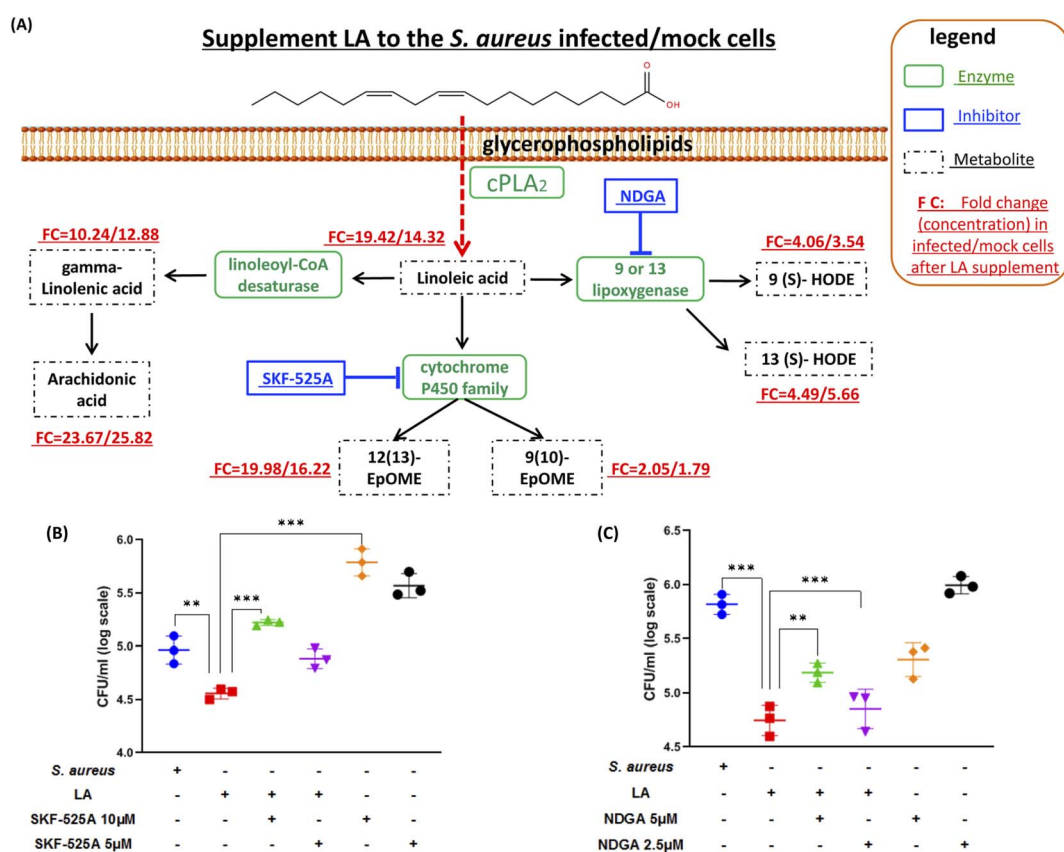 (A)
Supplement LA to the S. aureus infected/mock cells
O
OH
glycerophospholipids
cPLA2
NDGA
FC=10.24/12.88
FC=19.42/14.32
FC=4.06/3.54
gamma-
Linolenic acid
linoleoyl-CoA
desaturase
Linoleic acid
9 or 13
lipoxygenase
9 (S)- HODE
Arachidonic
acid
FC=23.67/25.82
SKF-525A
cytochrome
P450 family
13 (S)- HODE
FC=4.49/5.66
FC=19.98/16.22
12(13)-
EpOME
9(10)-
EpOME
FC=2.05/1.79
legend
Enzyme
Inhibitor
Metabolite
F C: Fold change
(concentration) in
infected/mock cells
after LA supplement
(B)
CFU/ml (log scale)
6.0
5.5
5.0
4.5
4.0
**
***
***
S. aureus + - - - - -
LA - + + + - -
SKF-525A 10μM - - + - + -
SKF-525A 5μM - - - + - +
(C)
CFU/ml (log scale)
6.5
6.0
5.5
5.0
4.5
***
***
**
S. aureus + - - - - -
LA - + + + - -
NDGA 5μM - - + - + -
NDGA 2.5μM - - - + - +